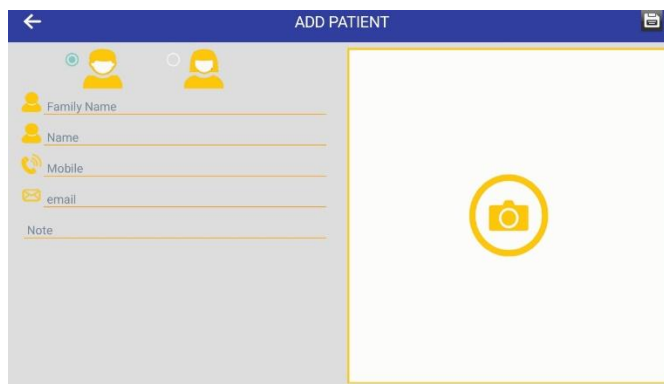 ADD PATIENT
Family Name
Name
Mobile
email
Note